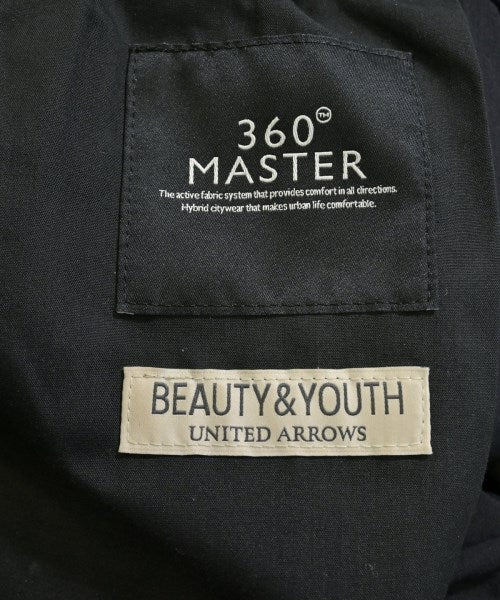 360™
MASTER
The active fabric system that provides comfort in all directions.
Hybrid citywear that makes urban life comfortable.
BEAUTY&YOUTH
UNITED ARROWS